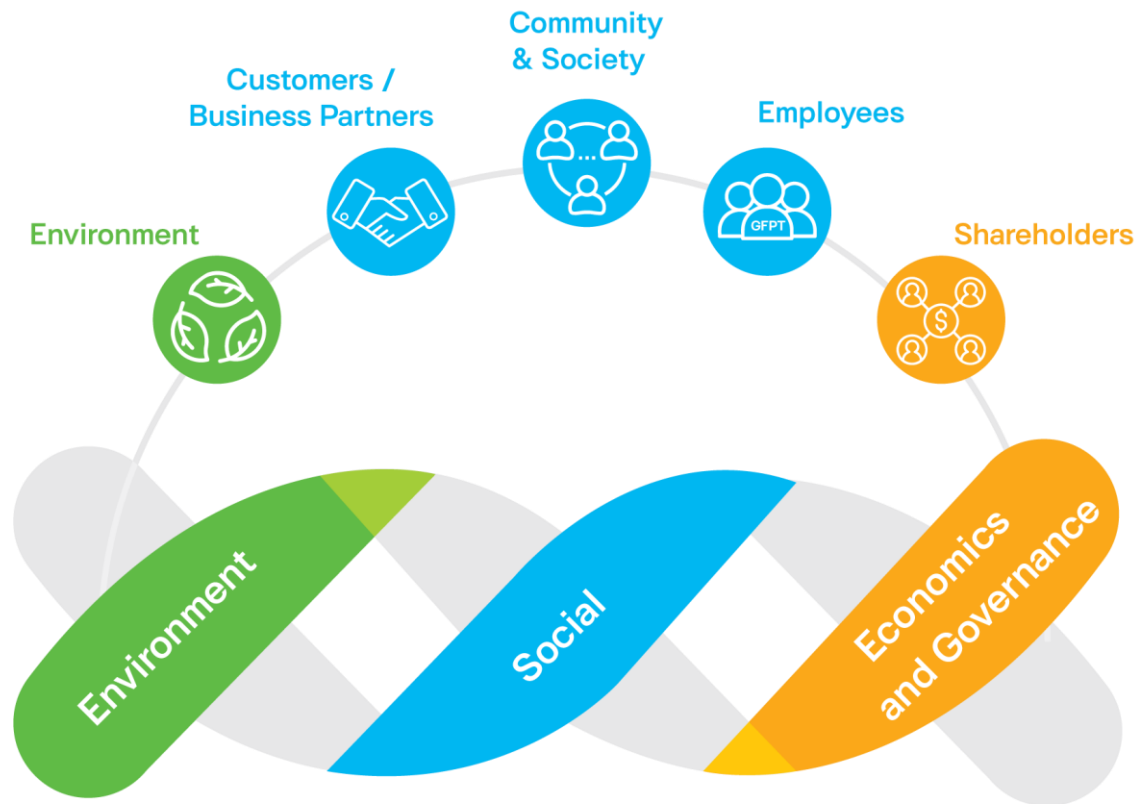 Community
& Society
Customers /
Business Partners
Employees
GFPT
Environment
Shareholders
$
Environment
Social
Economics
and Governance